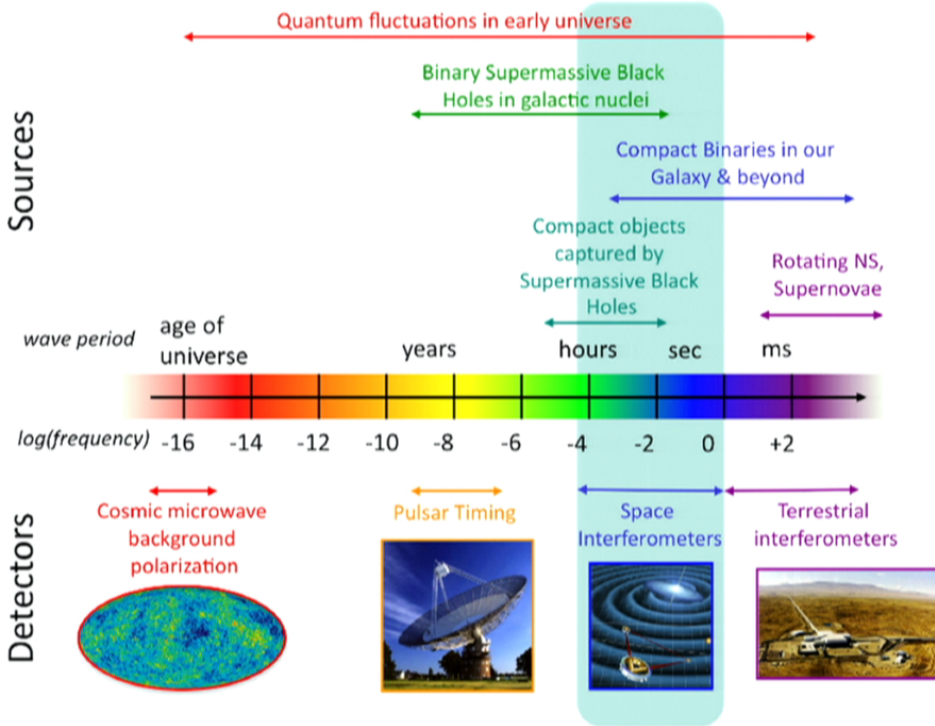 Quantum fluctuations in early universe
Binary Supermassive Black
Holes in galactic nuclei
Compact Binaries in our
Galaxy & beyond
Compact objects
captured by
Supermassive Black
Holes
Rotating NS,
Supernovae
Sources
wave period
age of
universe
years
hours
sec
ms
log(frequency)
-16
-14
-12
-10
-8
-6
-4
-2
0
+2
Detectors
Cosmic microwave
background
polarization
Pulsar Timing
Space
Interferometers
Terrestrial
interferometers